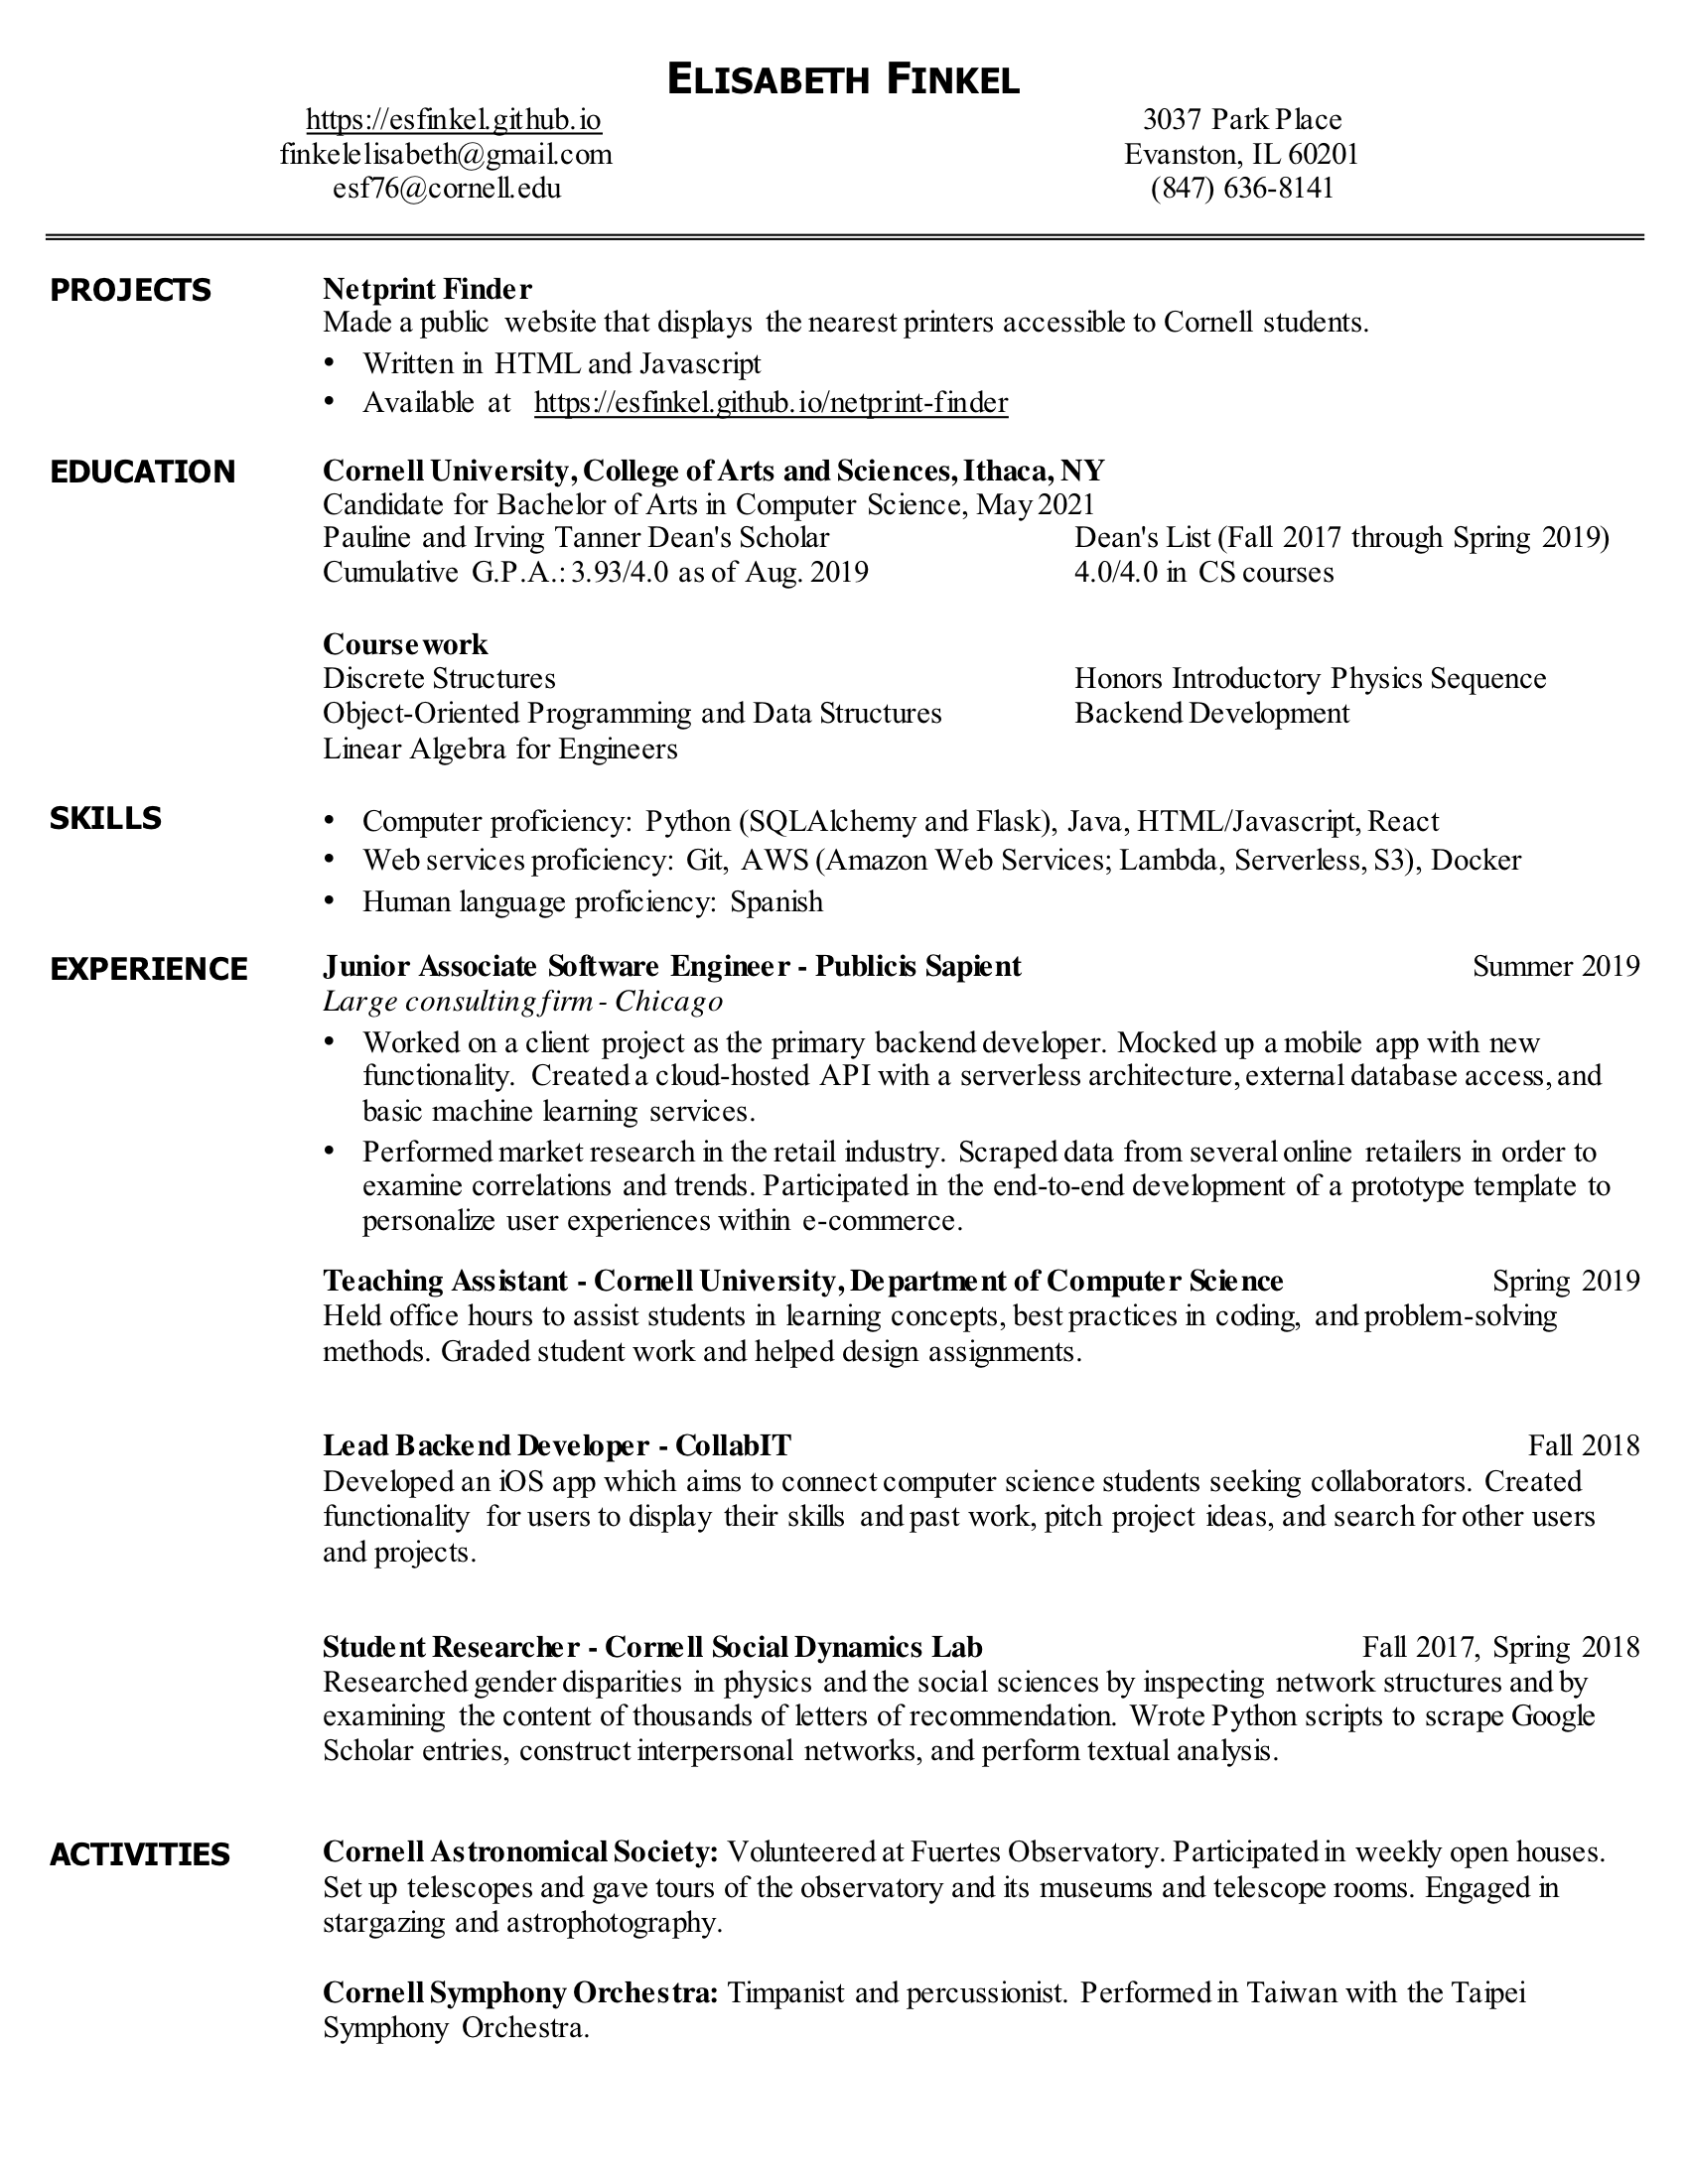 ELISABETH FINKEL
https://esfinkel.github.io
finkelelisabeth@gmail.com
esf76@cornell.edu
3037 Park Place
Evanston, IL 60201
(847) 636-8141
PROJECTS
Netprint Finder
Made a public website that displays the nearest printers accessible to Cornell students.
• Written in HTML and Javascript
• Available at https://esfinkel.github.io/netprint-finder
EDUCATION
Cornell University, College of Arts and Sciences, Ithaca, NY
Candidate for Bachelor of Arts in Computer Science, May 2021
Pauline and Irving Tanner Dean's Scholar Dean's List (Fall 2017 through Spring 2019)
Cumulative G.P.A.: 3.93/4.0 as of Aug. 2019 4.0/4.0 in CS courses
Coursework
Discrete Structures Honors Introductory Physics Sequence
Object-Oriented Programming and Data Structures Backend Development
Linear Algebra for Engineers
SKILLS
• Computer proficiency: Python (SQLAlchemy and Flask), Java, HTML/Javascript, React
• Web services proficiency: Git, AWS (Amazon Web Services; Lambda, Serverless, S3), Docker
• Human language proficiency: Spanish
EXPERIENCE
Junior Associate Software Engineer - Publicis Sapient Summer 2019
Large consulting firm - Chicago
• Worked on a client project as the primary backend developer. Mocked up a mobile app with new
functionality. Created a cloud-hosted API with a serverless architecture, external database access, and
basic machine learning services.
• Performed market research in the retail industry. Scraped data from several online retailers in order to
examine correlations and trends. Participated in the end-to-end development of a prototype template to
personalize user experiences within e-commerce.
Teaching Assistant - Cornell University, Department of Computer Science Spring 2019
Held office hours to assist students in learning concepts, best practices in coding, and problem-solving
methods. Graded student work and helped design assignments.
Lead Backend Developer - CollabIT Fall 2018
Developed an iOS app which aims to connect computer science students seeking collaborators. Created
functionality for users to display their skills and past work, pitch project ideas, and search for other users
and projects.
Student Researcher - Cornell Social Dynamics Lab Fall 2017, Spring 2018
Researched gender disparities in physics and the social sciences by inspecting network structures and by
examining the content of thousands of letters of recommendation. Wrote Python scripts to scrape Google
Scholar entries, construct interpersonal networks, and perform textual analysis.
ACTIVITIES
Cornell Astronomical Society: Volunteered at Fuertes Observatory. Participated in weekly open houses.
Set up telescopes and gave tours of the observatory and its museums and telescope rooms. Engaged in
stargazing and astrophotography.
Cornell Symphony Orchestra: Timpanist and percussionist. Performed in Taiwan with the Taipei
Symphony Orchestra.